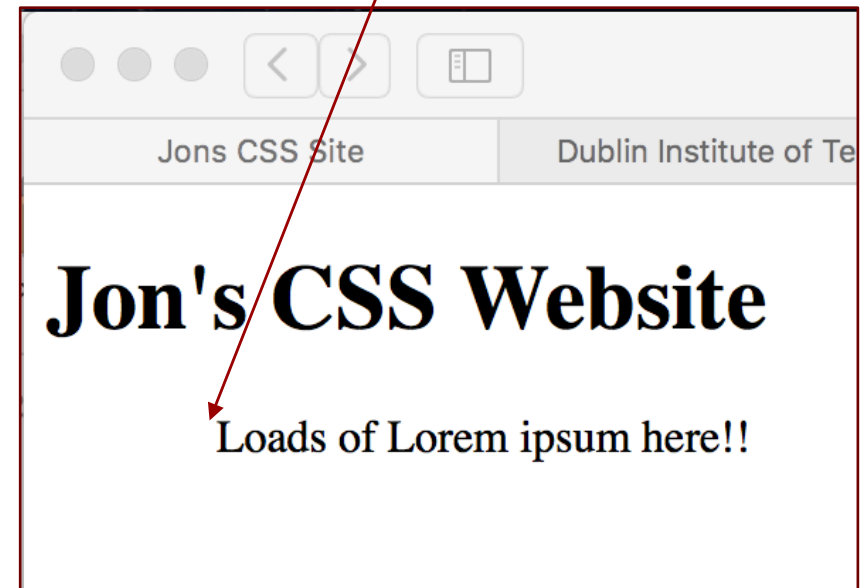 Jons CSS Site
Dublin Institute of Te
Jon's CSS Website
Loads of Lorem ipsum here!!